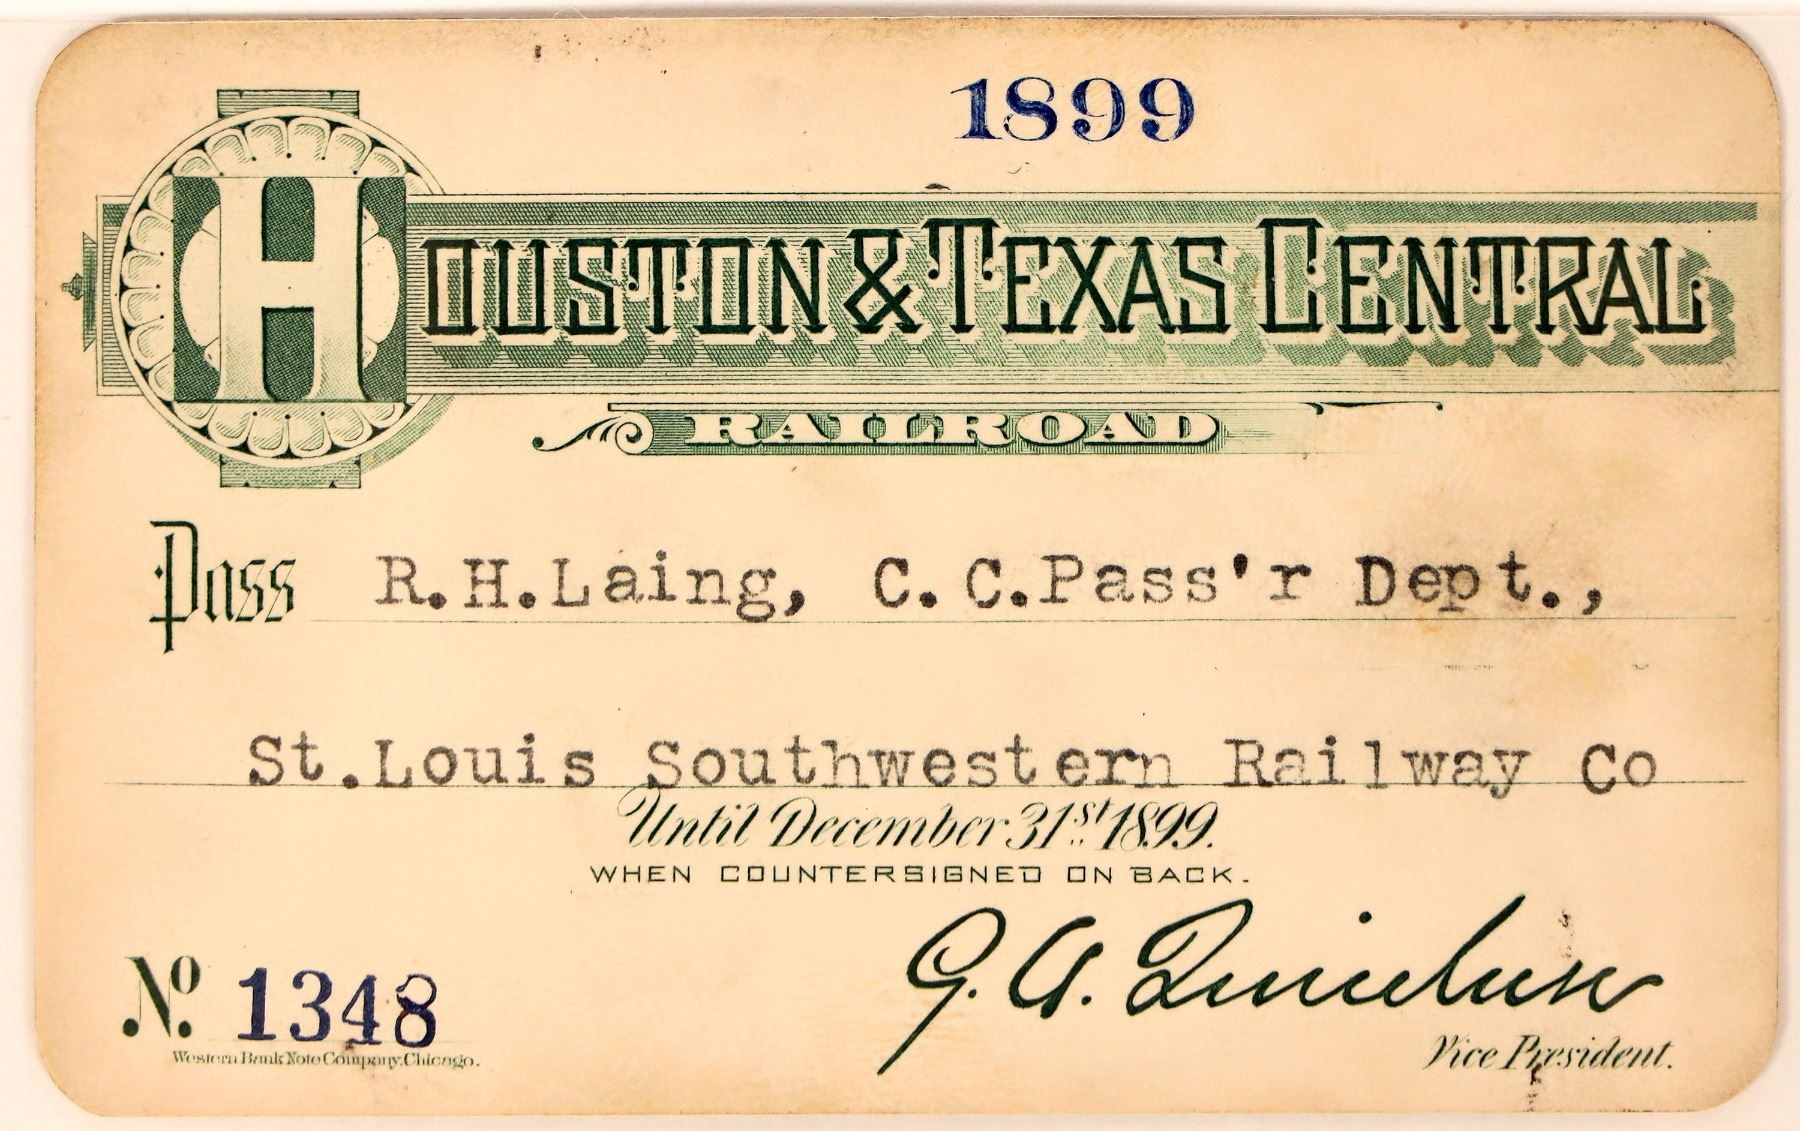 1899
HOUSTON & TEXAS CENTRAL
RAILROAD
Pass R.H.Laing, C. C.Pass'r Dept.,
St.Louis Southwestern Railway Co
Until December 31st 1899.
WHEN COUNTERSIGNED ON BACK.
G. A. Quinlan
No. 1348
Western Bank Note Company, Chicago.
Vice President.